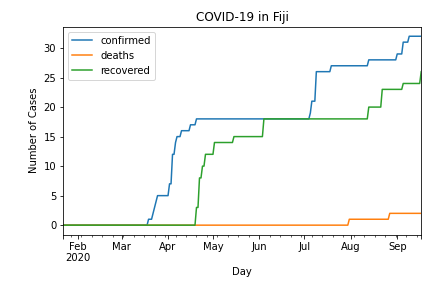 COVID-19 in Fiji
confirmed
deaths
recovered
Number of Cases
30
25
20
15
10
5
0
Feb Mar Apr May Jun Jul Aug Sep
2020
Day